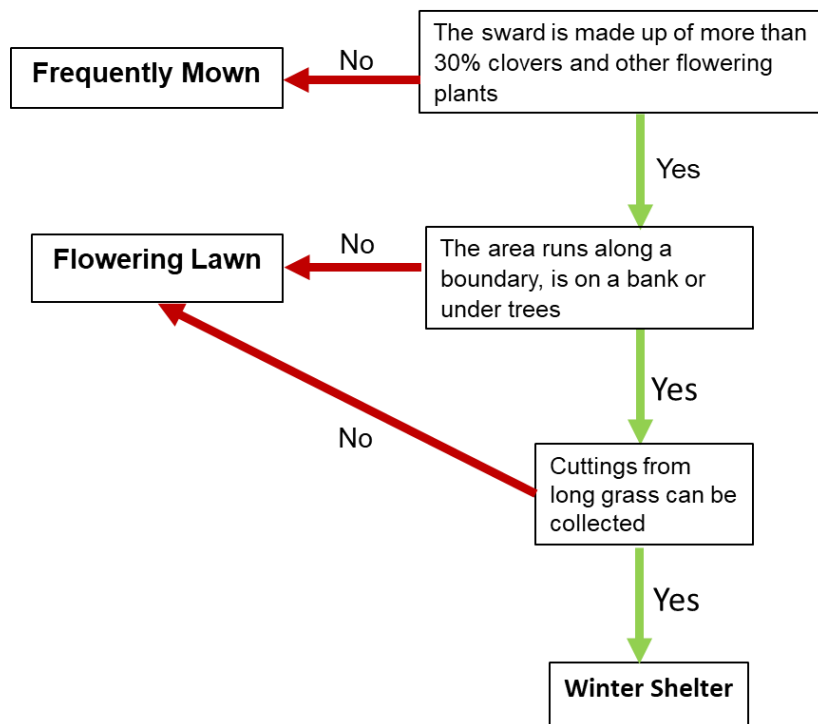 The sward is made up of more than
30% clovers and other flowering
plants
No
Frequently Mown
Yes
The area runs along a
boundary, is on a bank or
under trees
No
Flowering Lawn
Yes
No
Cuttings from
long grass can be
collected
Yes
Winter Shelter